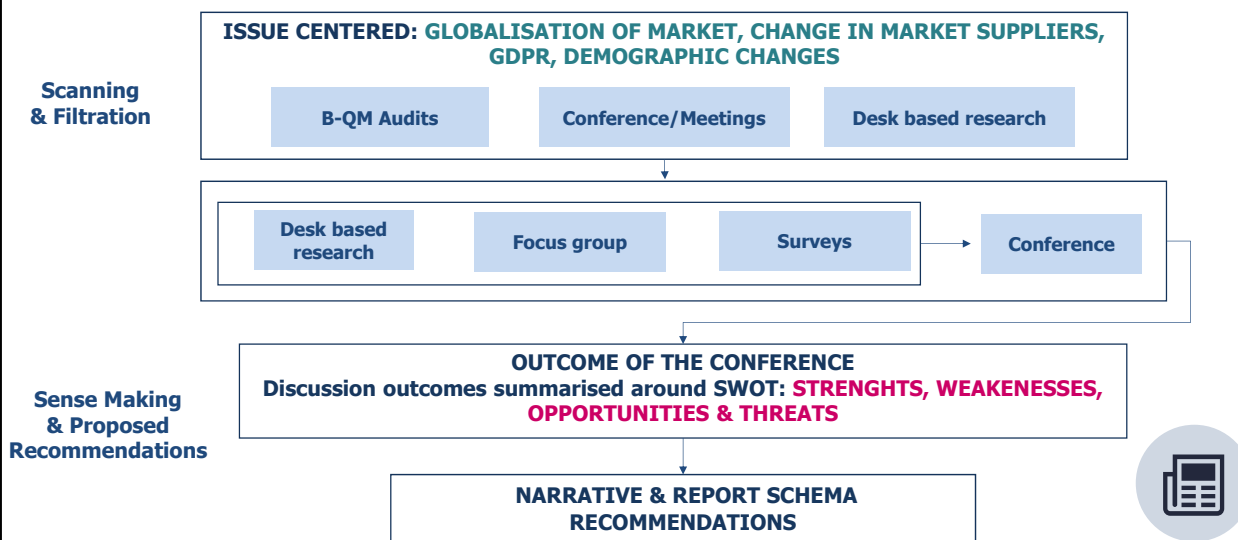 ISSUE CENTERED: GLOBALISATION OF MARKET, CHANGE IN MARKET SUPPLIERS,
GDPR, DEMOGRAPHIC CHANGES
Scanning
& Filtration
B-QM Audits
Conference/Meetings
Desk based research
Desk based
research
Focus group
Surveys
Conference
OUTCOME OF THE CONFERENCE
Discussion outcomes summarised around SWOT: STRENGHTS, WEAKENESSES,
OPPORTUNITIES & THREATS
Sense Making
& Proposed
Recommendations
NARRATIVE & REPORT SCHEMA
RECOMMENDATIONS